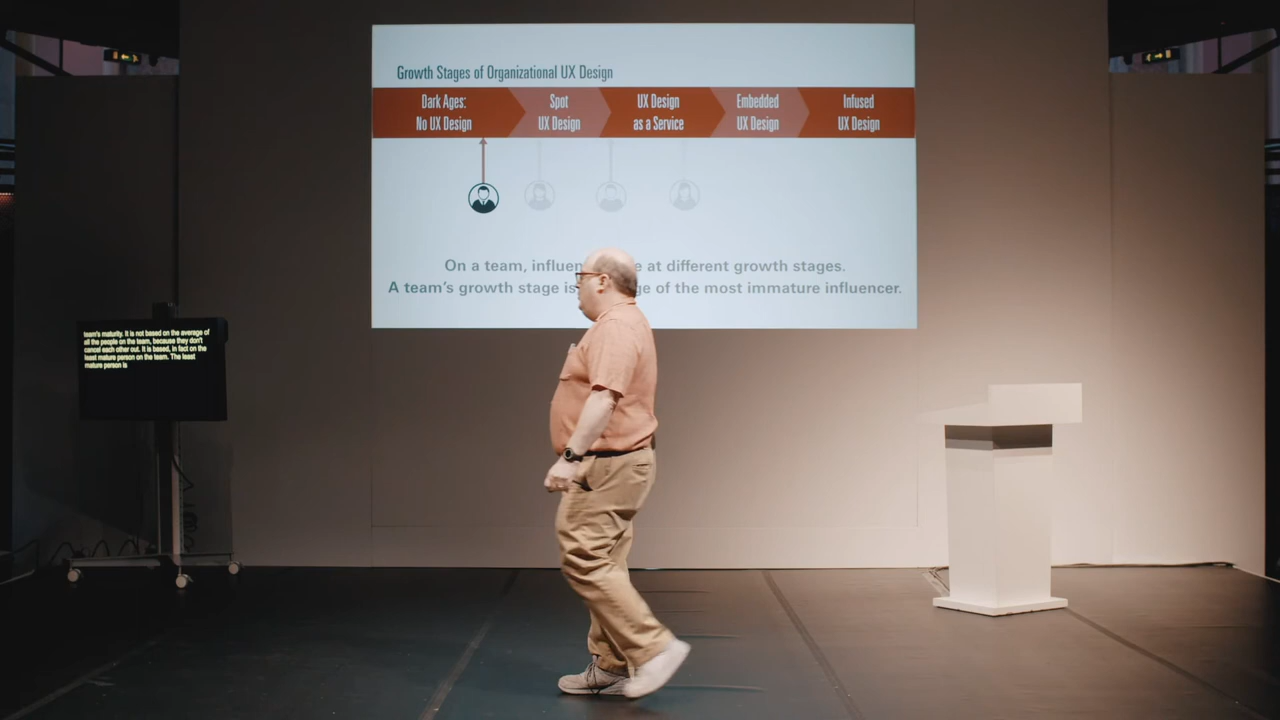 Growth Stages of Organizational UX Design
Dark Ages:
No UX Design
Spot
UX Design
UX Design
as a Service
Embedded
UX Design
Infused
UX Design
On a team, at different growth stages.
A team's growth stage is of the most immature influencer.
team's maturity. It is not based on the average of
all the people on the team, because they don't
cancel each other out. It is based, in fact on the
least mature person on the team. The least
mature person is